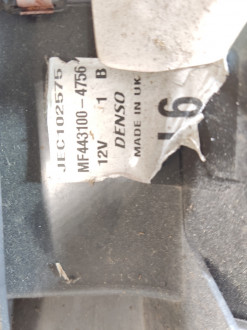 JEC102575
MF443100-4756
12V 1 B
DENSO
MADE IN UK